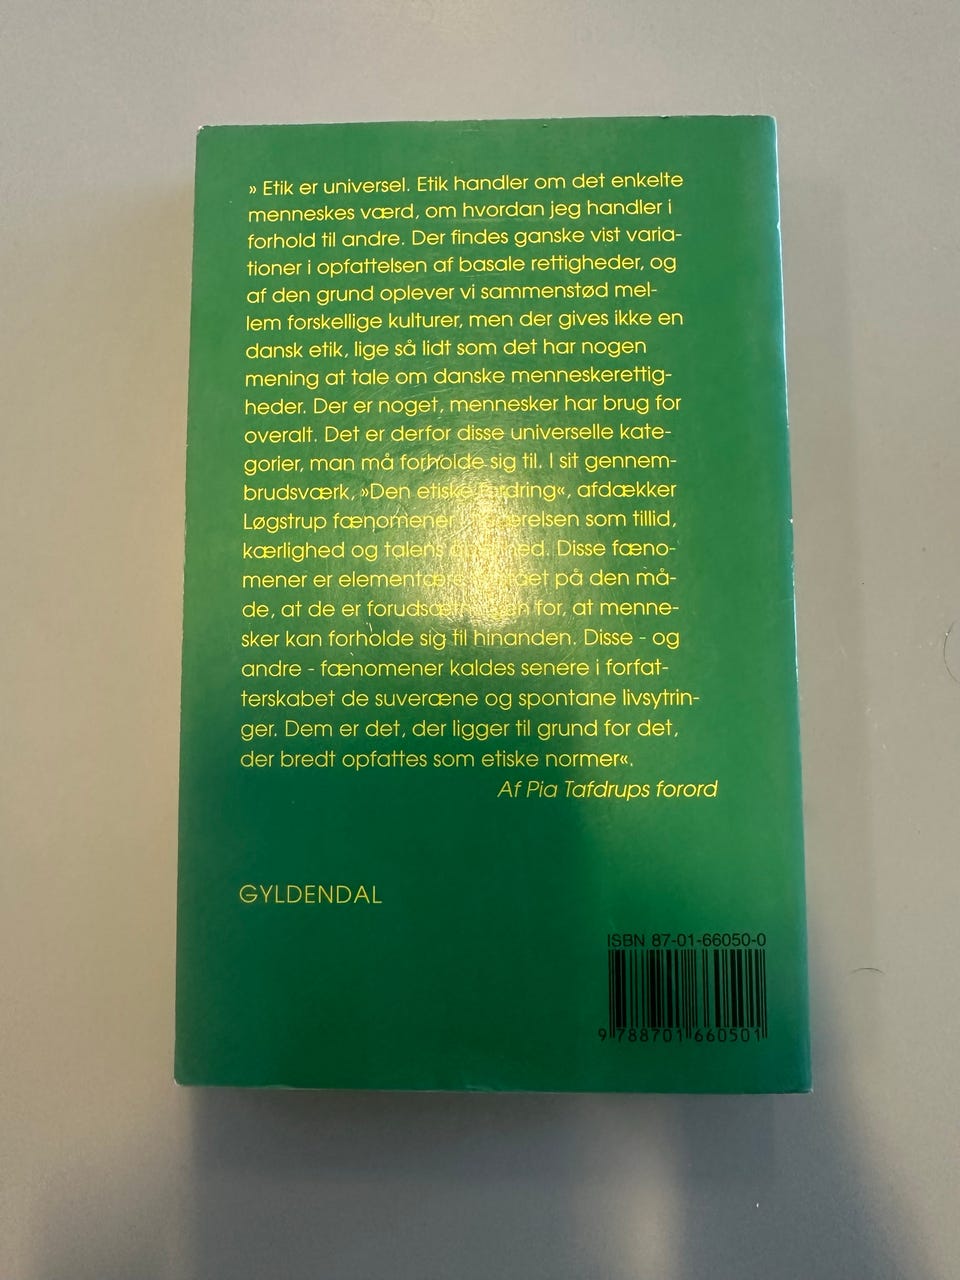 » Etik er universel. Etik handler om det enkelte
menneskes værd, om hvordan jeg handler i
forhold til andre. Der findes ganske vist varia-
tioner i opfattelsen af basale rettigheder, og
af den grund oplever vi sammenstød mel-
lem forskellige kulturer, men der gives ikke en
dansk etik, lige så lidt som det har nogen
mening at tale om danske menneskerettig-
heder. Der er noget, mennesker har brug for
overalt. Det er derfor disse universelle kate-
gorier, man må forholde sig til. I sit gennem-
brudsværk, »Den etiske fordring«, afdækker
Løgstrup fænomener i som tillid,
kærlighed og talens Disse fæno-
mener er elementære på den må-
de, at de er for, at menne-
sker kan forholde sig til hinanden. Disse - og
andre - fænomener kaldes senere i forfat-
terskabet de suveræne og spontane livsytrin-
ger. Dem er det, der ligger til grund for det,
der bredt opfattes som etiske normer«.
Af Pia Tafdrups forord
GYLDENDAL
ISBN 87-01-66050-0
9 788701 660501